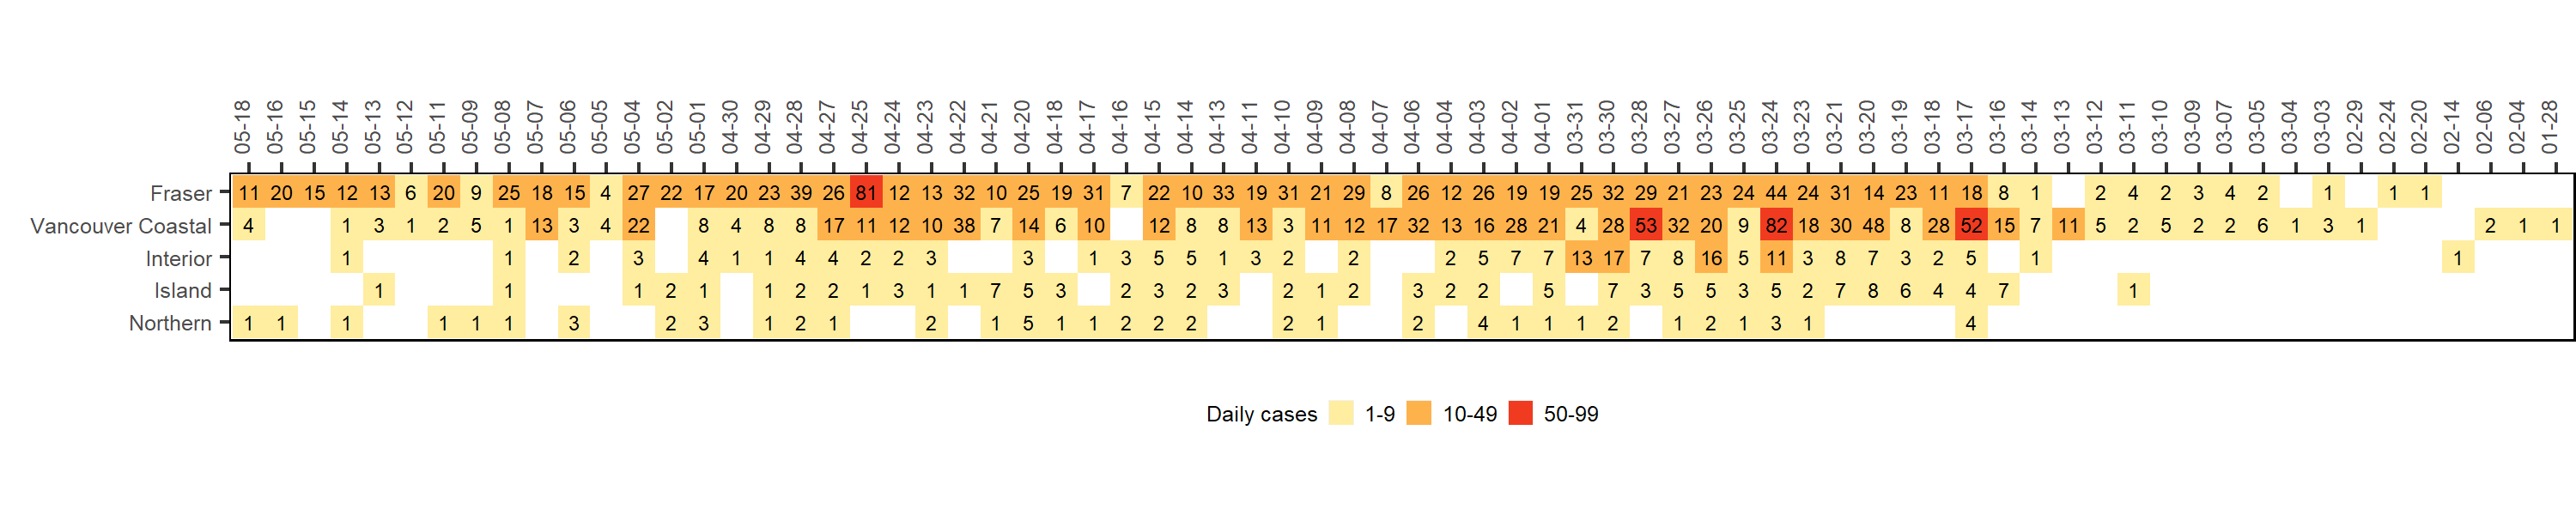 05-18 05-16 05-15 05-14 05-13 05-12 05-11 05-09 05-08 05-07 05-06 05-05 05-04 05-02 05-01 04-30 04-29 04-28 04-27 04-25 04-24 04-23 04-22 04-21 04-20 04-18 04-17 04-16 04-15 04-14 04-13 04-11 04-10 04-09 04-08 04-07 04-06 04-04 04-03 04-02 04-01 03-31 03-30 03-28 03-27 03-26 03-25 03-24 03-23 03-21 03-20 03-19 03-18 03-17 03-16 03-14 03-13 03-12 03-11 03-10 03-09 03-07 03-05 03-04 03-03 02-29 02-24 02-20 02-14 02-06 02-04 01-28
Fraser 11 20 15 12 13 6 20 9 25 18 15 4 27 22 17 20 23 39 26 81 12 13 32 10 25 19 31 7 22 10 33 19 31 21 29 8 26 12 26 19 19 25 32 29 21 23 24 44 24 31 14 23 11 18 8 1 2 4 2 3 4 2 1 1 1
Vancouver Coastal 4 1 3 1 2 5 1 13 3 4 22 8 4 8 8 17 11 12 10 38 7 14 6 10 12 8 8 13 3 11 12 17 32 13 16 28 21 4 28 53 32 20 9 82 18 30 48 8 28 52 15 7 11 5 2 5 2 2 6 1 3 1 2 1 1
Interior 1 1 2 3 4 1 1 4 4 2 2 3 3 1 3 5 5 1 3 2 2 2 5 7 7 13 17 7 8 16 5 11 3 8 7 3 2 5 1 1
Island 1 1 1 2 1 1 2 2 1 3 1 1 7 5 3 2 3 2 3 2 1 2 3 2 2 5 7 3 5 5 3 5 2 7 8 6 4 4 7 1
Northern 1 1 1 1 1 1 3 2 3 1 2 1 2 1 5 1 1 2 2 2 2 1 2 4 1 1 1 2 1 2 1 3 1 4
Daily cases 1-9 10-49 50-99